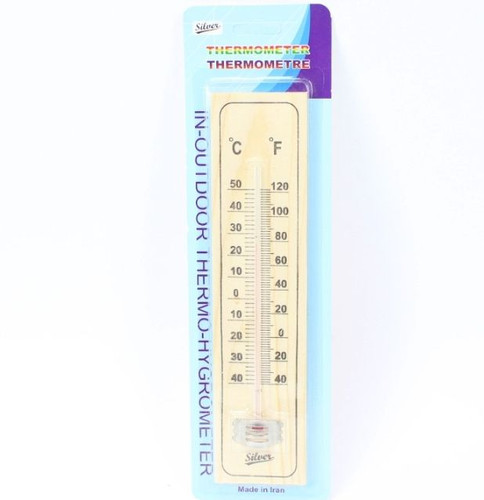 Silver
THERMOMETER
THERMOMETRE
IN-OUTDOOR THERMO-HYGROMETER
°C °F
50 120
40 100
30 80
20 60
10 40
0 20
10 0
20 20
30 40
40
Silver
Made in Iran